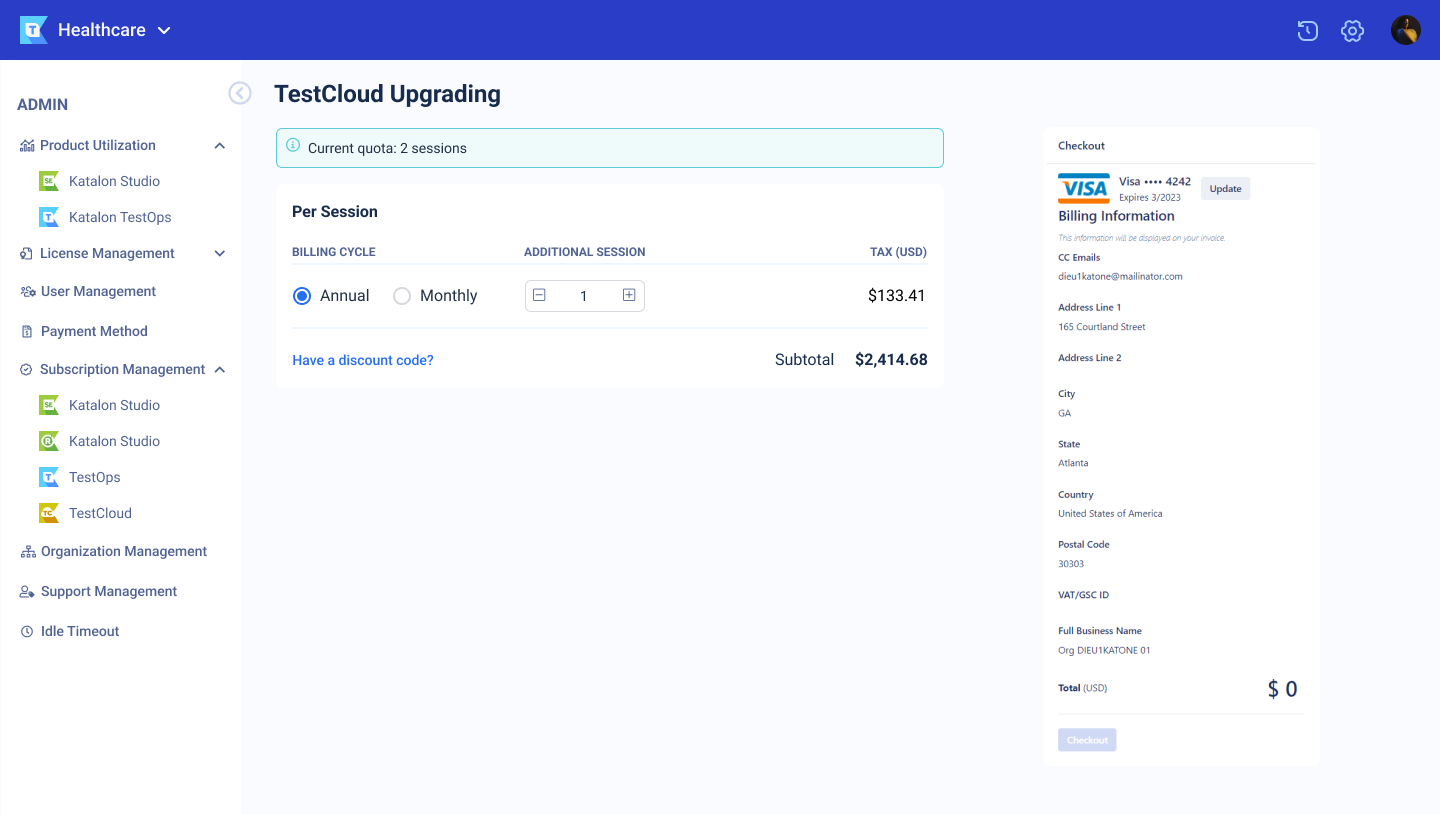 Healthcare
ADMIN
Product Utilization
SE Katalon Studio
T Katalon TestOps
License Management
User Management
Payment Method
Subscription Management
SE Katalon Studio
R Katalon Studio
T TestOps
TC TestCloud
Organization Management
Support Management
Idle Timeout
TestCloud Upgrading
Current quota: 2 sessions
Per Session
BILLING CYCLE ADDITIONAL SESSION TAX (USD)
Annual Monthly 1 $133.41
Have a discount code? Subtotal $2,414.68
Checkout
VISA Visa •••• 4242 Update
Expires 3/2023
Billing Information
This information will be displayed on your invoice.
CC Emails
dieu1katone@mailinator.com
Address Line 1
165 Courtland Street
Address Line 2
City
GA
State
Atlanta
Country
United States of America
Postal Code
30303
VAT/GSC ID
Full Business Name
Org DIEU1KATONE 01
Total (USD) $ 0
Checkout